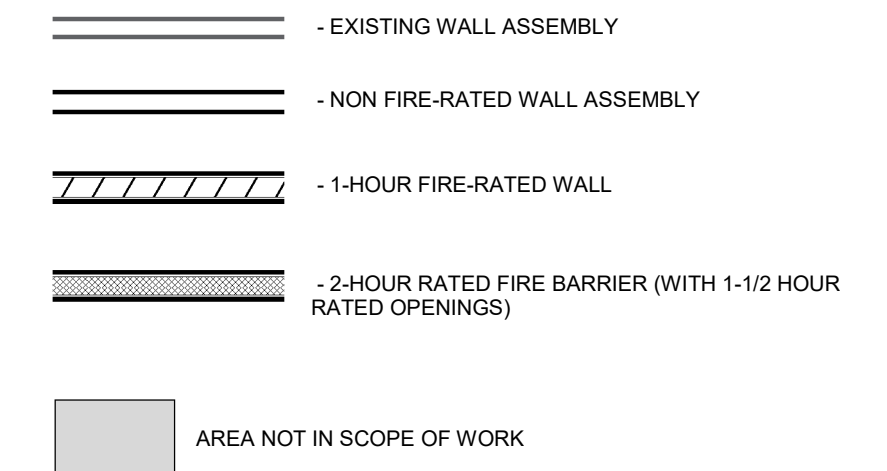 - EXISTING WALL ASSEMBLY
- NON FIRE-RATED WALL ASSEMBLY
- 1-HOUR FIRE-RATED WALL
- 2-HOUR RATED FIRE BARRIER (WITH 1-1/2 HOUR
RATED OPENINGS)
AREA NOT IN SCOPE OF WORK